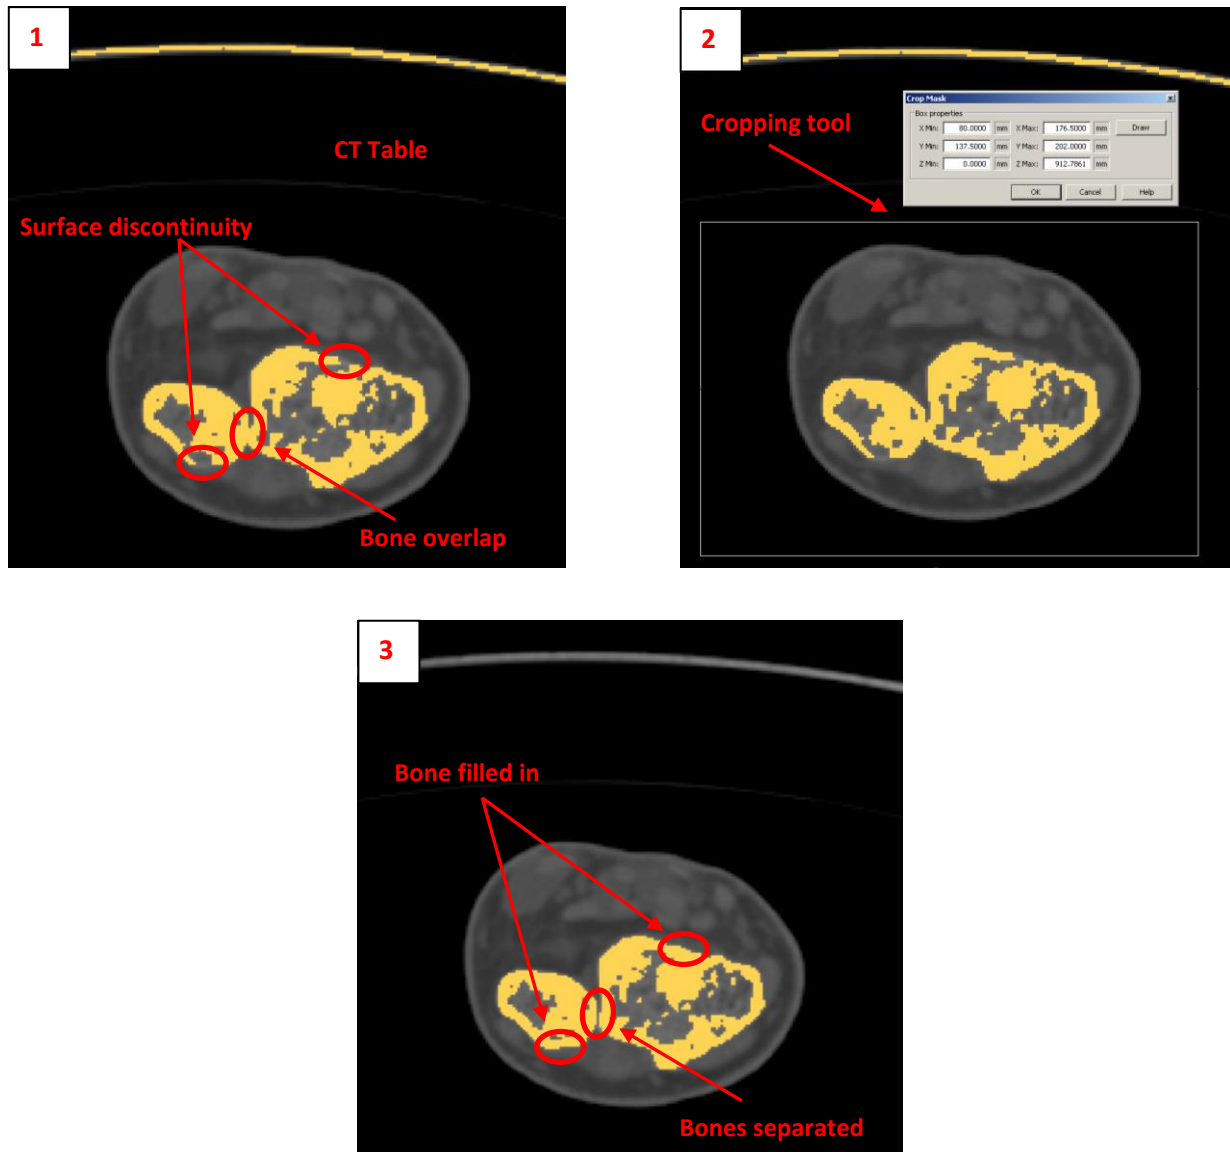 1
CT Table
Surface discontinuity
Bone overlap
2
Cropping tool
Crop Mask
Box properties
X Min: 80.0000 mm X Max: 176.5000 mm Draw
Y Min: 137.5000 mm Y Max: 202.0000 mm
Z Min: 0.0000 mm Z Max: 912.7861 mm
OK Cancel Help
3
Bone filled in
Bones separated